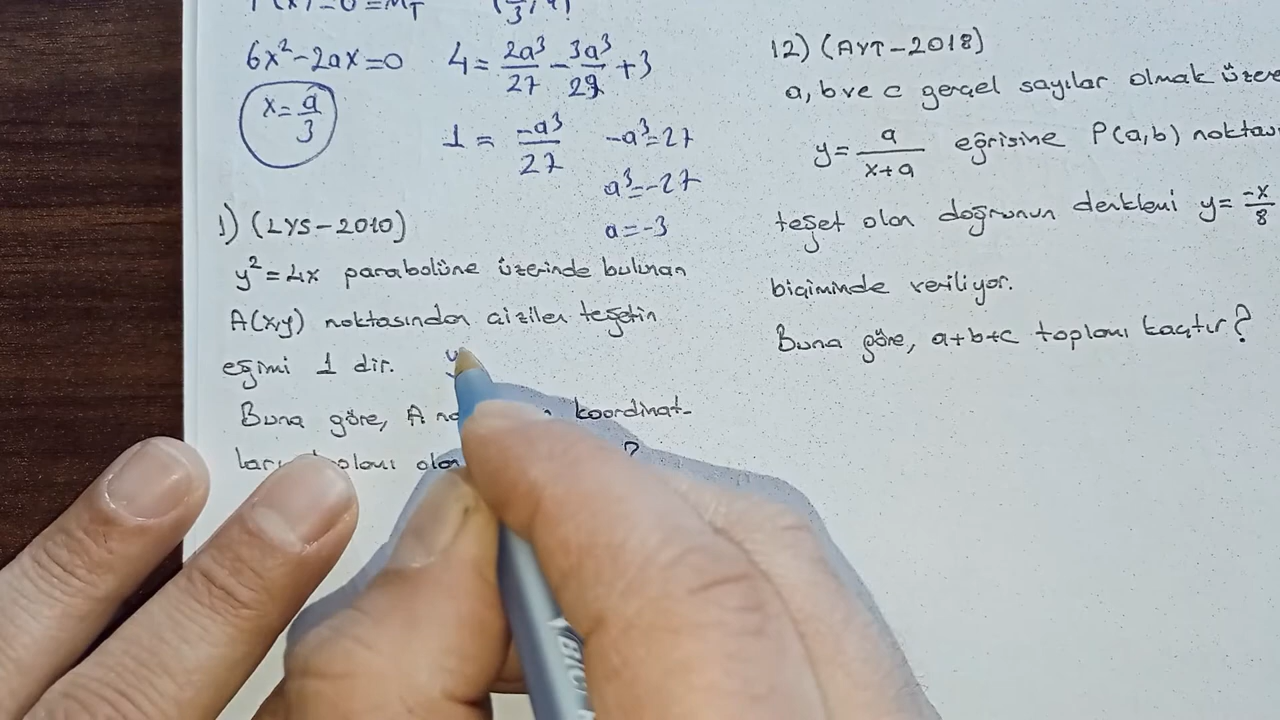 6x²-2ax=0
x=a/3
4=2a³/27-3a³/29+3
1=-a³/27
-a³=27
a³=-27
a=-3
1) (LYS-2010)
y²=4x parabolüne üzerinde bulunan
A(x,y) noktasından çizilen teğetin
eğimi 1 dir.
Buna göre, A koordinat-
ları ?
12) (AYT-2018)
a, b ve c gerçel sayılar olmak üzere
y=a/x+a eğrisine P(a,b)
teğet olan doğrunun denklemi y=-x/8
biçiminde veriliyor.
Buna göre, a+b+c toplamı kaçtır?